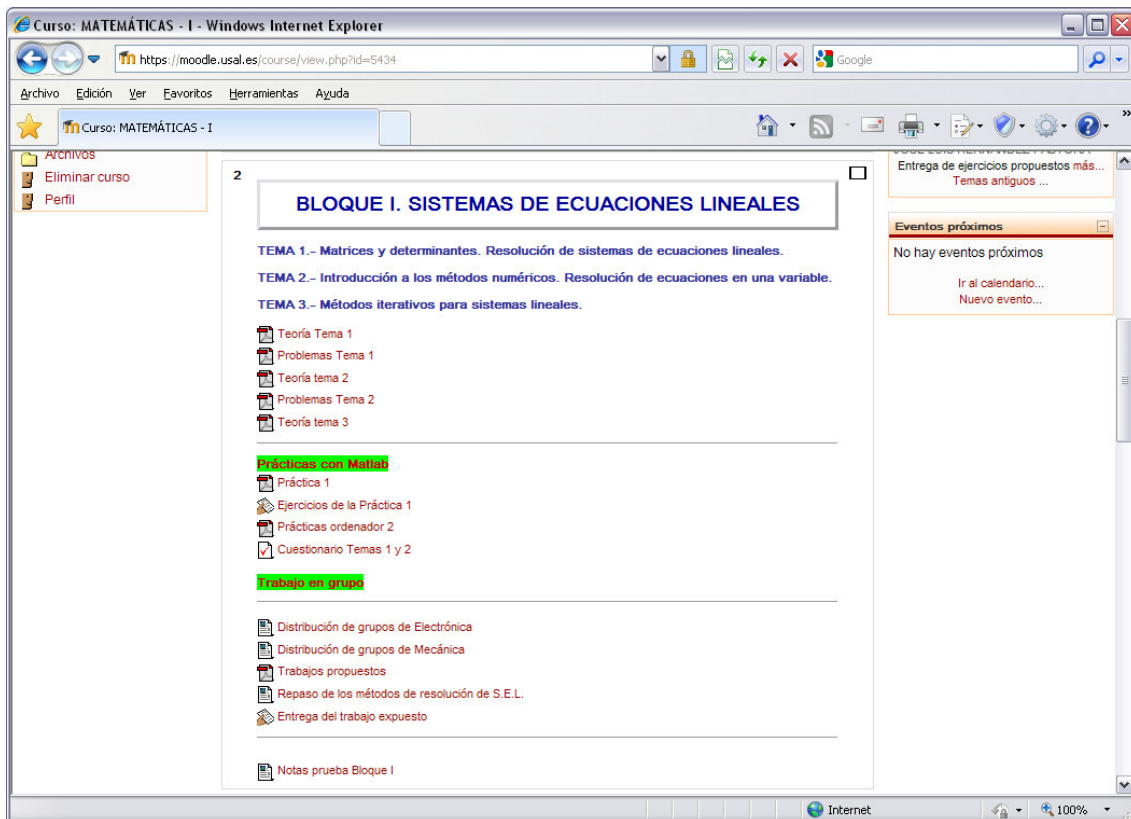 Curso: MATEMÁTICAS - I - Windows Internet Explorer
https://moodle.usal.es/course/view.php?id=5434
Google
Archivo Edición Ver Favoritos Herramientas Ayuda
Curso: MATEMÁTICAS - I
Archivos
Eliminar curso
Perfil
2
BLOQUE I. SISTEMAS DE ECUACIONES LINEALES
TEMA 1.- Matrices y determinantes. Resolución de sistemas de ecuaciones lineales.
TEMA 2.- Introducción a los métodos numéricos. Resolución de ecuaciones en una variable.
TEMA 3.- Métodos iterativos para sistemas lineales.
Teoría Tema 1
Problemas Tema 1
Teoría tema 2
Problemas Tema 2
Teoría tema 3
Prácticas con Matlab
Práctica 1
Ejercicios de la Práctica 1
Prácticas ordenador 2
Cuestionario Temas 1 y 2
Trabajo en grupo
Distribución de grupos de Electrónica
Distribución de grupos de Mecánica
Trabajos propuestos
Repaso de los métodos de resolución de S.E.L.
Entrega del trabajo expuesto
Notas prueba Bloque I
Entrega de ejercicios propuestos más...
Temas antiguos ...
Eventos próximos
No hay eventos próximos
Ir al calendario...
Nuevo evento...
Internet
100%